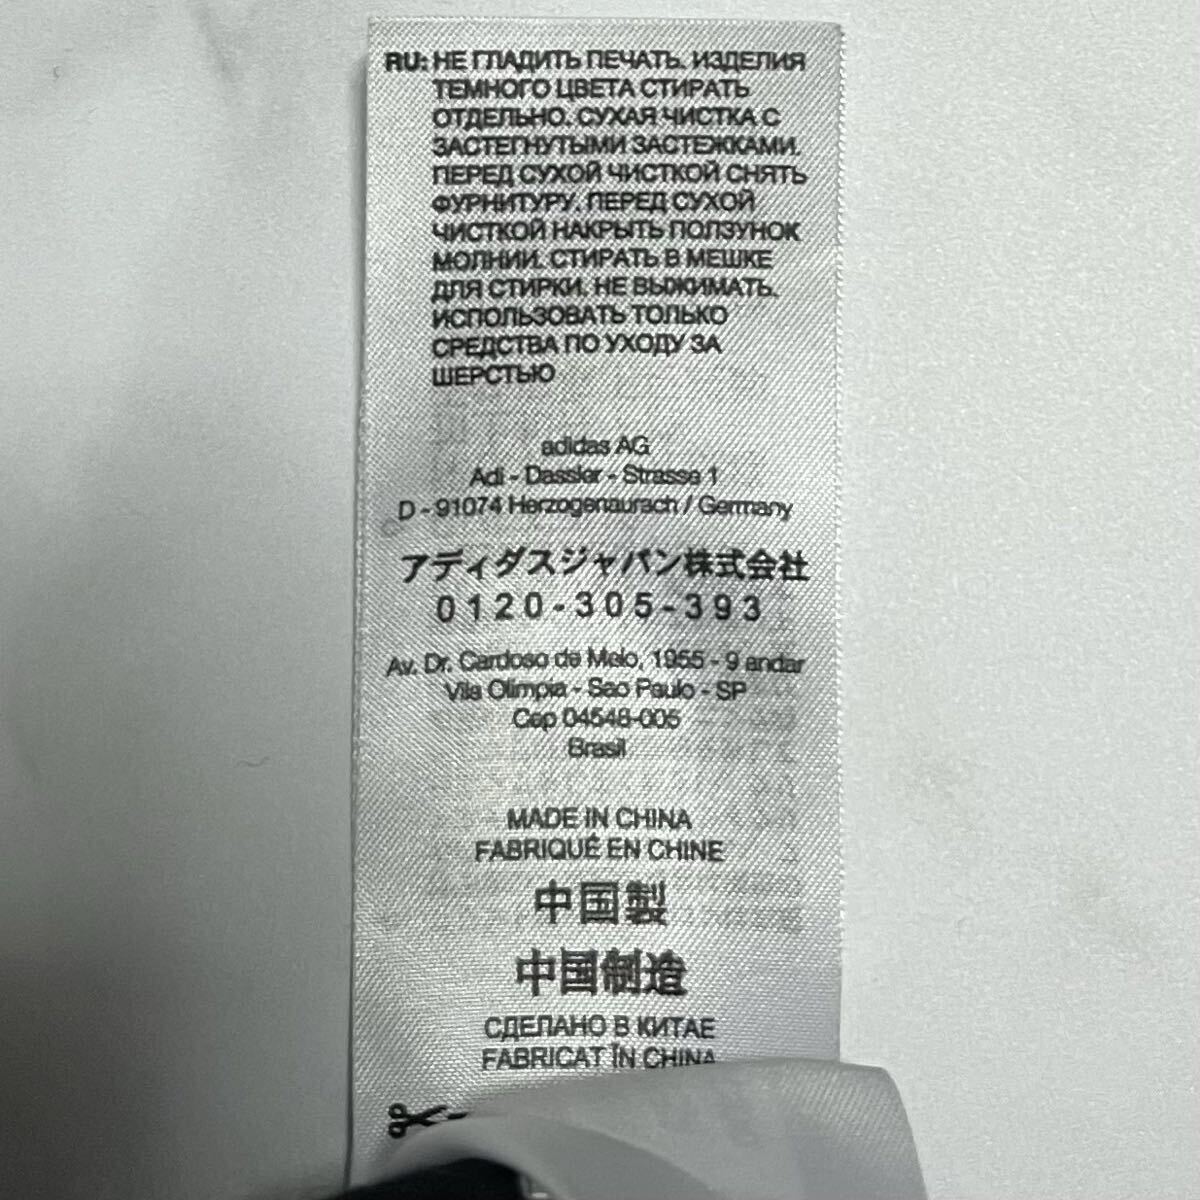 RU: НЕ ГЛАДИТЬ ПЕЧАТЬ. ИЗДЕЛИЯ
ТЕМНОГО ЦВЕТА СТИРАТЬ
ОТДЕЛЬНО. СУХАЯ ЧИСТКА С
ЗАСТЕГНУТЫМИ ЗАСТЕЖКАМИ.
ПЕРЕД СУХОЙ ЧИСТКОЙ СНЯТЬ
ФУРНИТУРУ. ПЕРЕД СУХОЙ
ЧИСТКОЙ НАКРЫТЬ ПОЛЗУНОК
МОЛНИИ. СТИРАТЬ В МЕШКЕ
ДЛЯ СТИРКИ. НЕ ВЫЖИМАТЬ.
ИСПОЛЬЗОВАТЬ ТОЛЬКО
СРЕДСТВА ПО УХОДУ ЗА
ШЕРСТЬЮ
adidas AG
Adi - Dassler - Strasse 1
D - 91074 Herzogenaurach / Germany
アディダスジャパン株式会社
0120-305-393
Av. Dr. Cardoso de Melo, 1955 - 9 andar
Vila Olimpia - Sao Paulo - SP
Cep 04548-005
Brasil
MADE IN CHINA
FABRIQUÉ EN CHINE
中国製
中国制造
СДЕЛАНО В КИТАЕ
FABRICAT ÎN CHINA